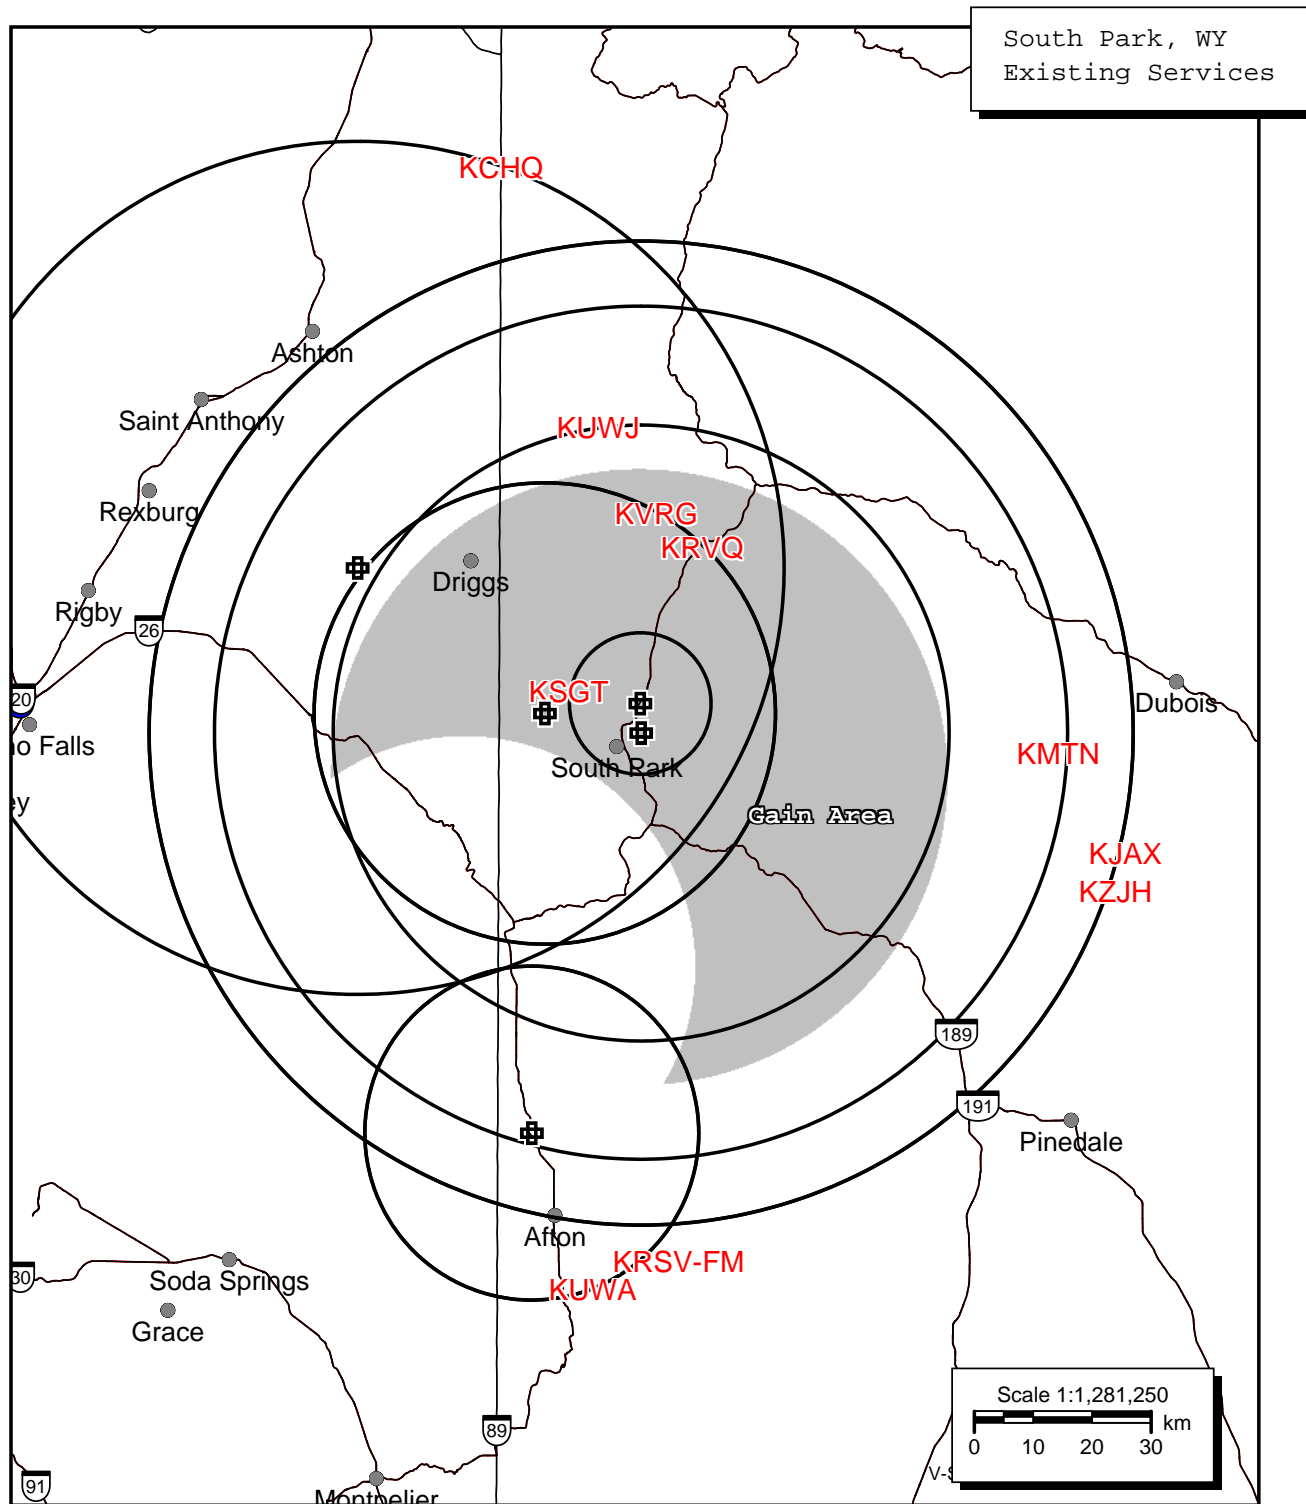 South Park, WY
Existing Services
KCHQ
Ashton
Saint Anthony
KUWJ
Rexburg
KVRG
KRVQ
Driggs
Rigby
26
20
KSGT
Dubois
o Falls
KMTN
South Park
ey
Gain Area
KJAX
KZJH
189
191
Pinedale
Afton
KRSV-FM
30
Soda Springs
KUWA
Grace
Scale 1:1,281,250
km
0 10 20 30
89
91
V-S
Montpelier